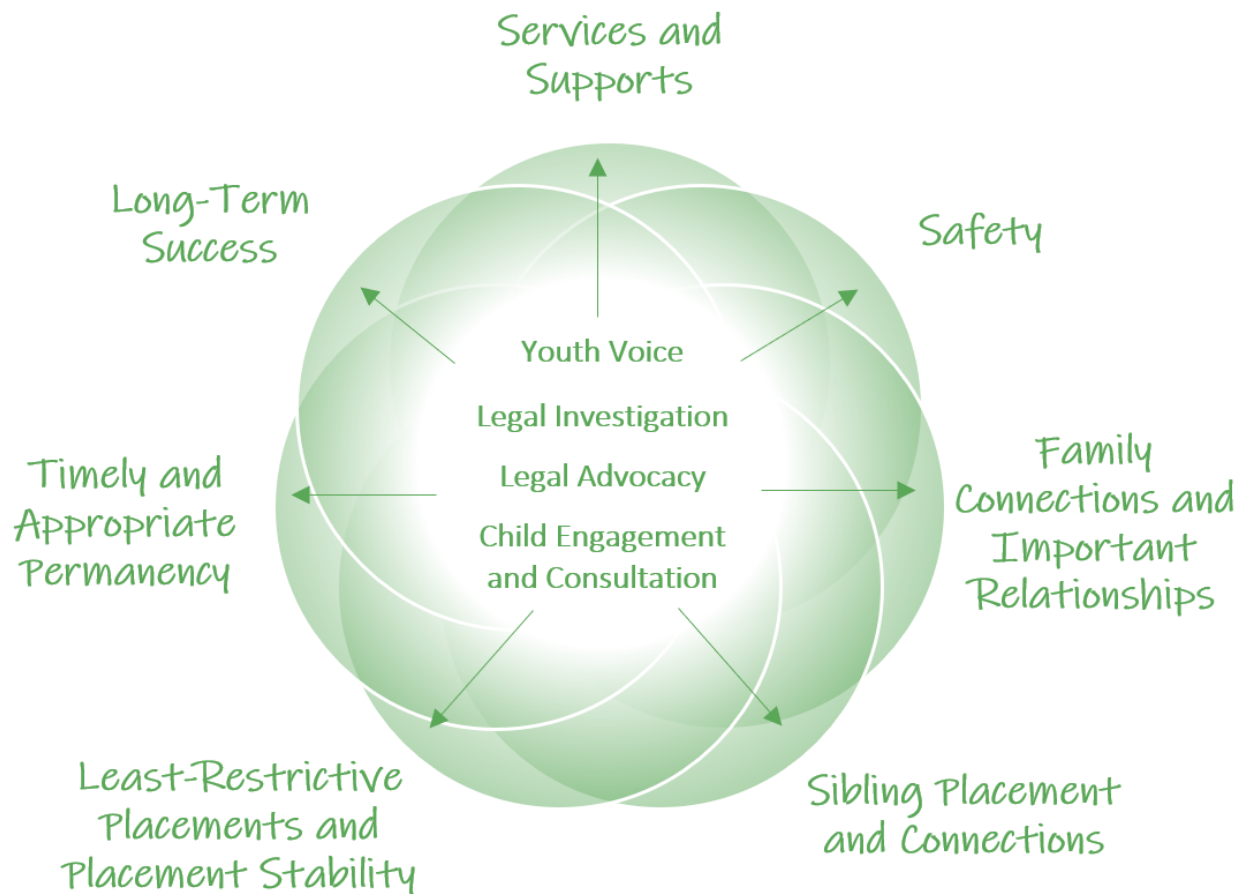 Services and
Supports
Long-Term
Success
Safety
Youth Voice
Legal Investigation
Legal Advocacy
Child Engagement
and Consultation
Timely and
Appropriate
Permanency
Family
Connections and
Important
Relationships
Least-Restrictive
Placements and
Placement Stability
Sibling Placement
and Connections